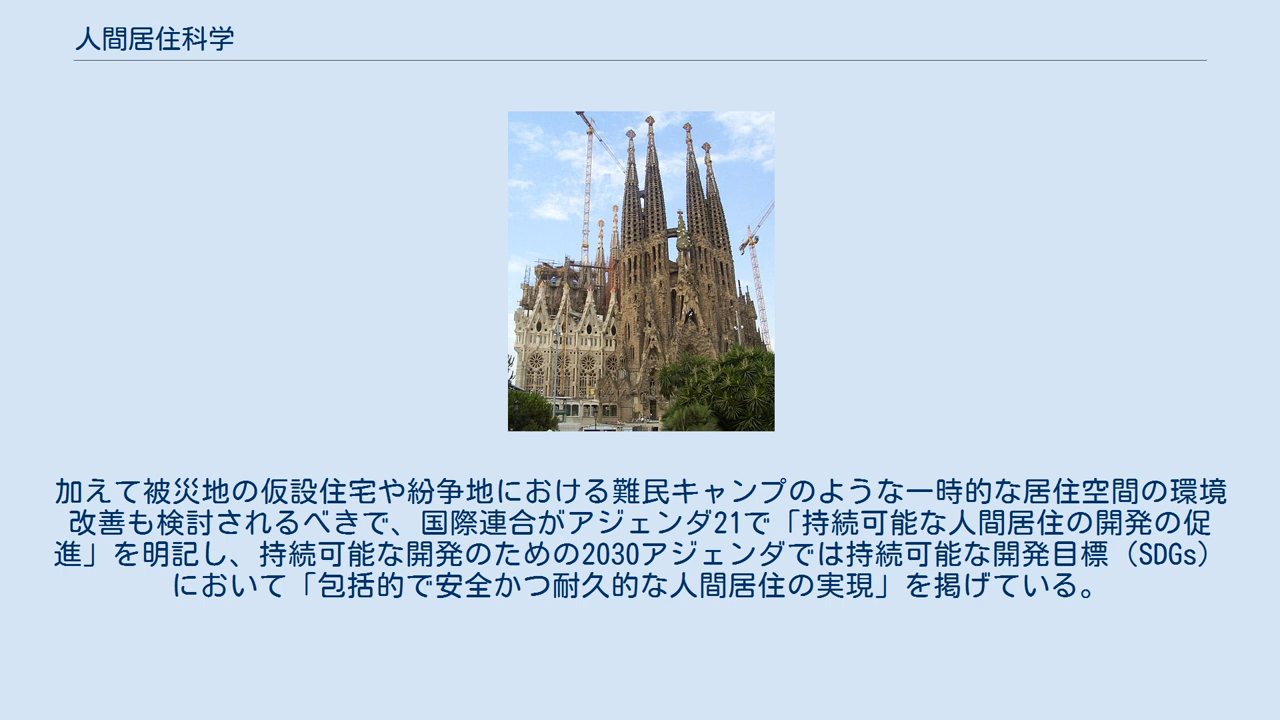 人間居住科学
加えて被災地の仮設住宅や紛争地における難民キャンプのような一時的な居住空間の環境
改善も検討されるべきで、国際連合がアジェンダ21で「持続可能な人間居住の開発の促
進」を明記し、持続可能な開発のための2030アジェンダでは持続可能な開発目標（SDGs）
において「包括的で安全かつ耐久的な人間居住の実現」を掲げている。